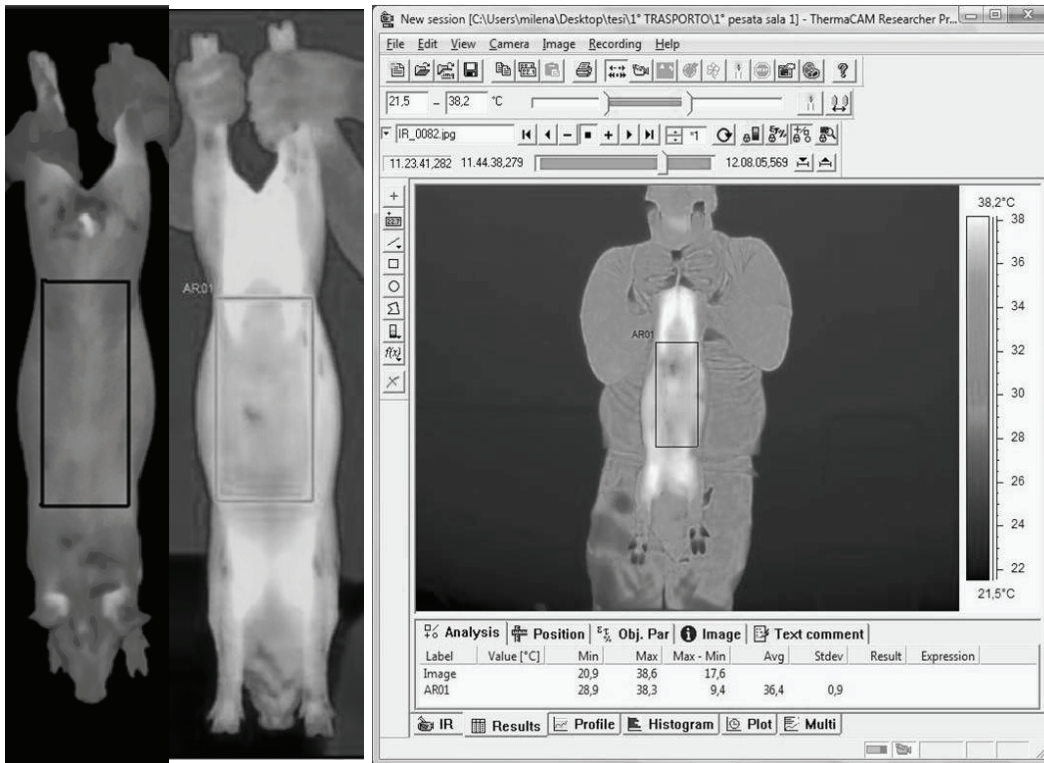 AR01
New session [C:\Users\milena\Desktop\tesi\1° TRASPORTO\1° pesata sala 1] - ThermaCAM Researcher Pr...
File Edit View Camera Image Recording Help
21,5 - 38,2 °C
IR_0082.jpg
11.23.41,282 11.44.38,279 12.08.05,569
38,2°C
38
36
34
32
30
28
26
24
22
21,5°C
AR01
Analysis Position Obj. Par Image Text comment
Label Value [°C] Min Max Max - Min Avg Stdev Result Expression
Image 20,9 38,6 17,6
AR01 28,9 38,3 9,4 36,4 0,9
IR Results Profile Histogram Plot Multi